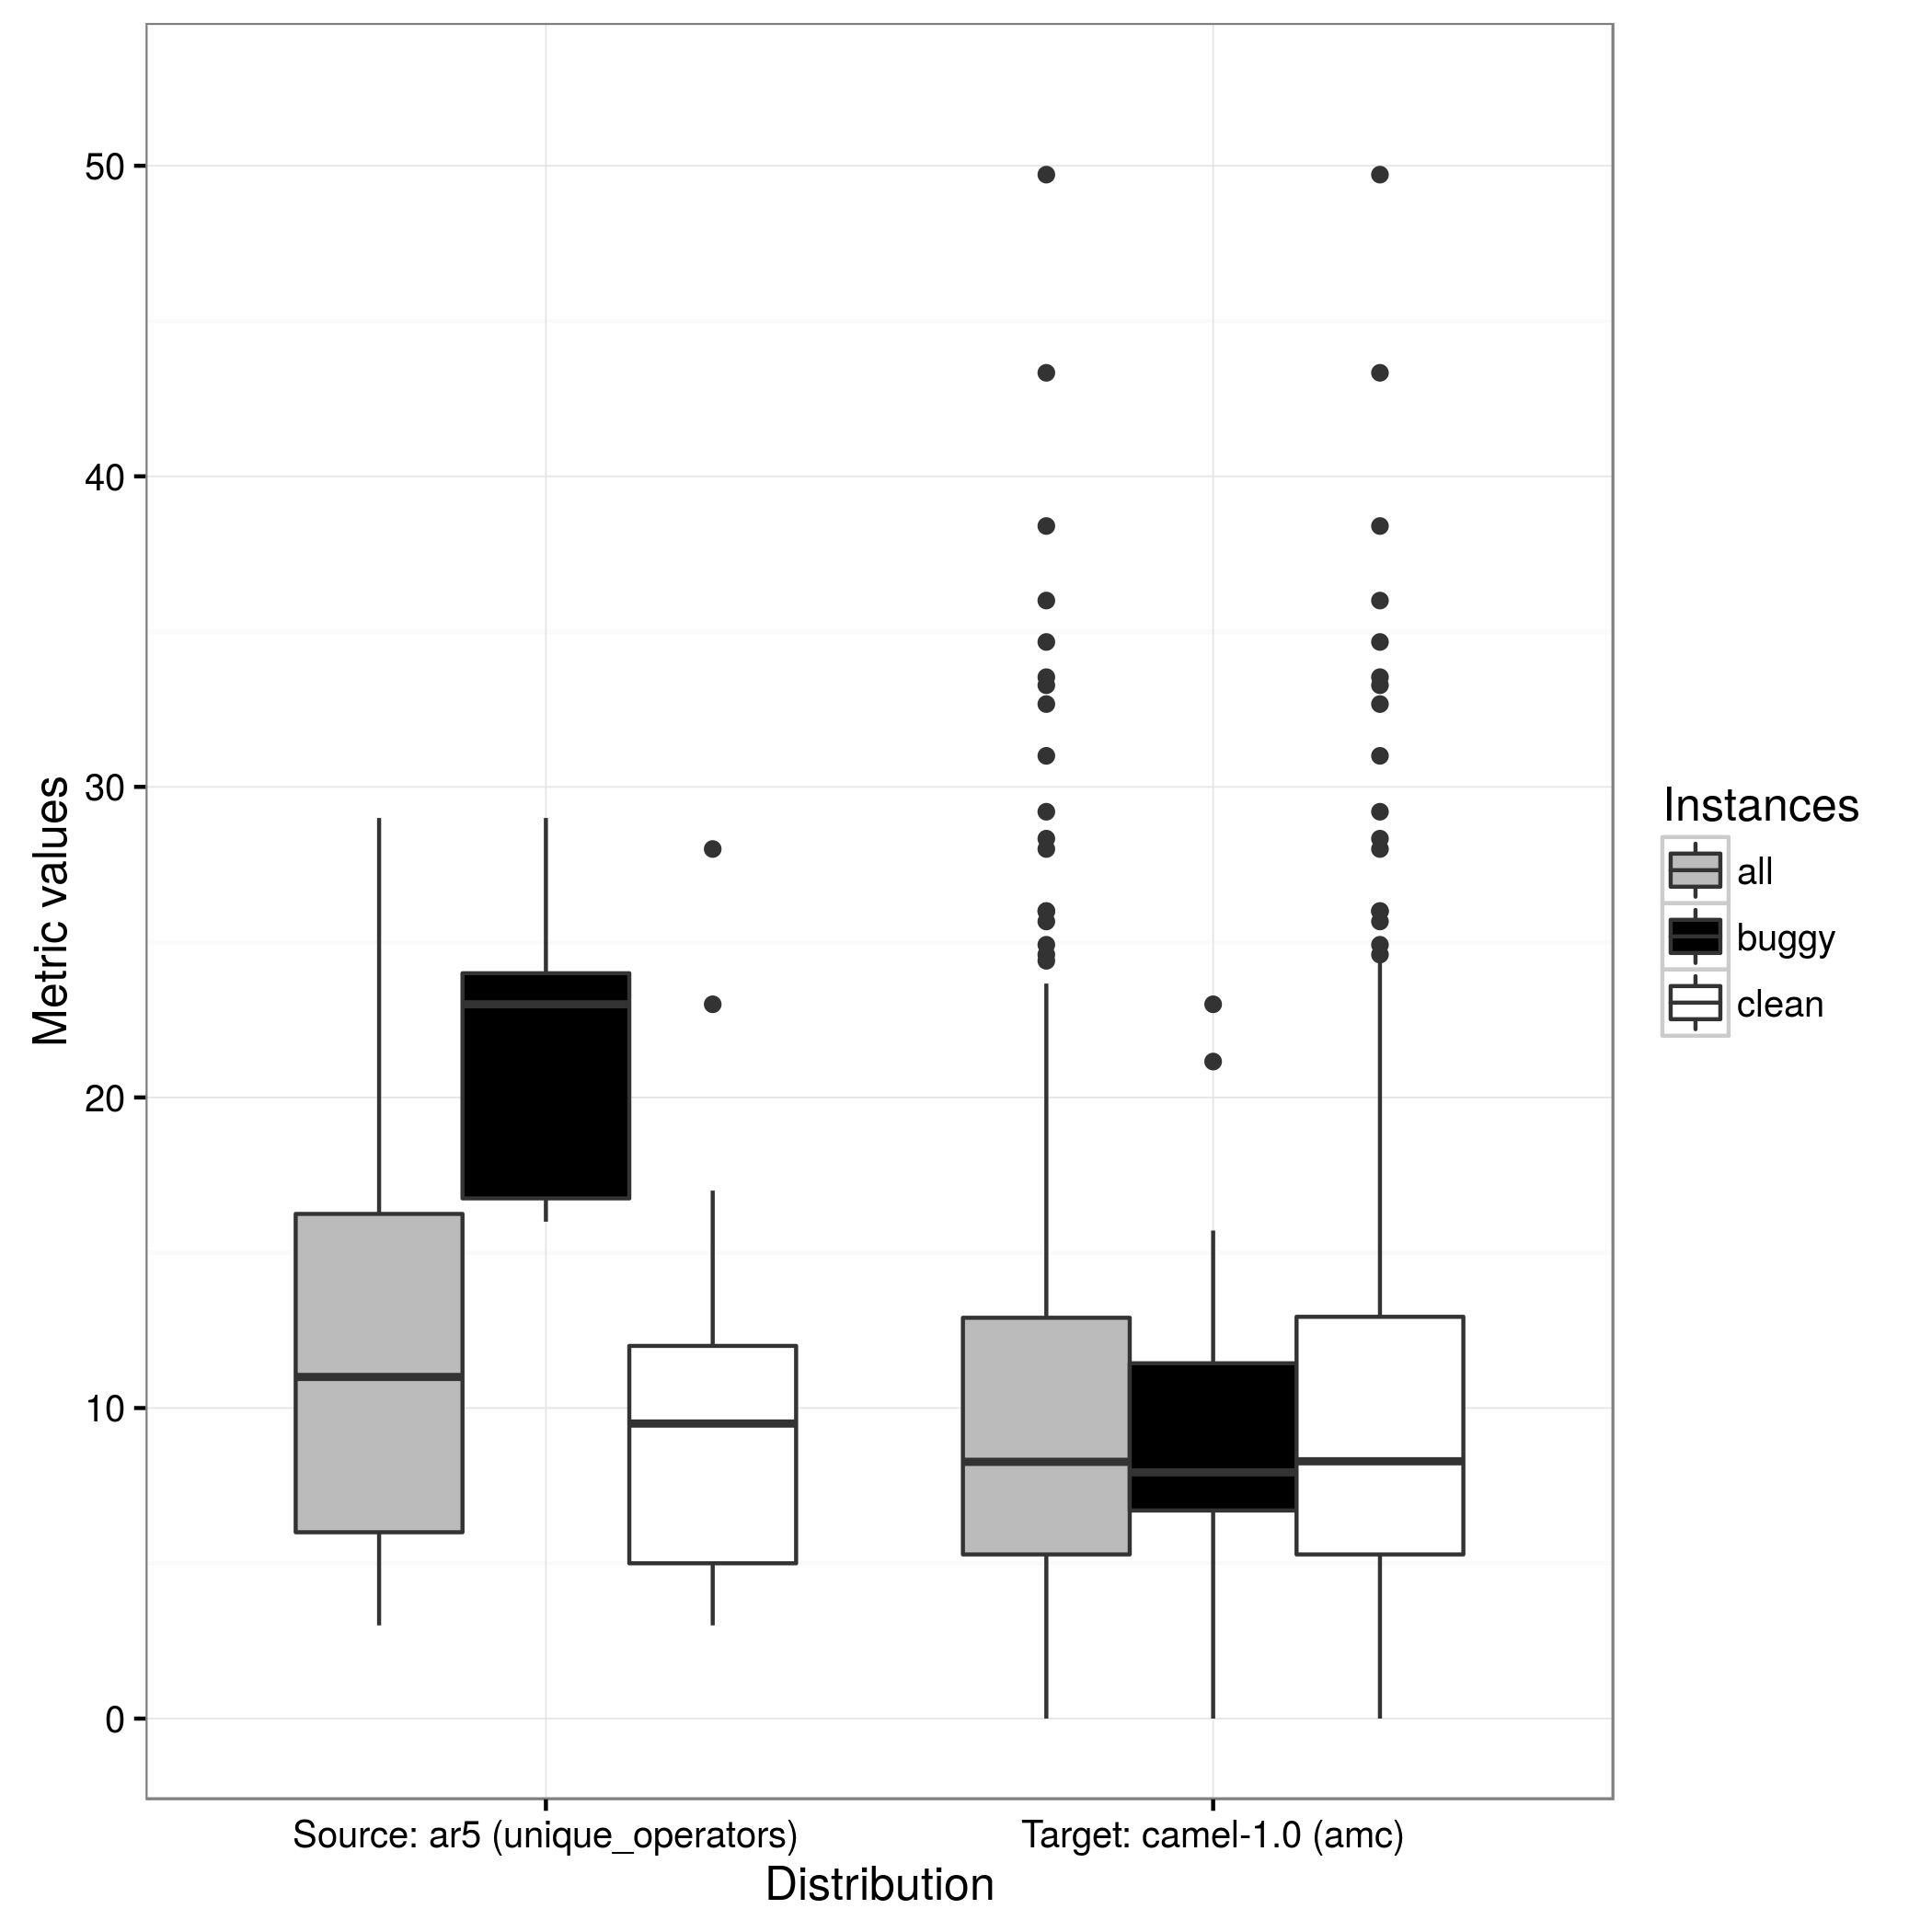 Metric values
50
40
30
20
10
0
Source: ar5 (unique_operators)
Target: camel-1.0 (amc)
Distribution
Instances
all
buggy
clean